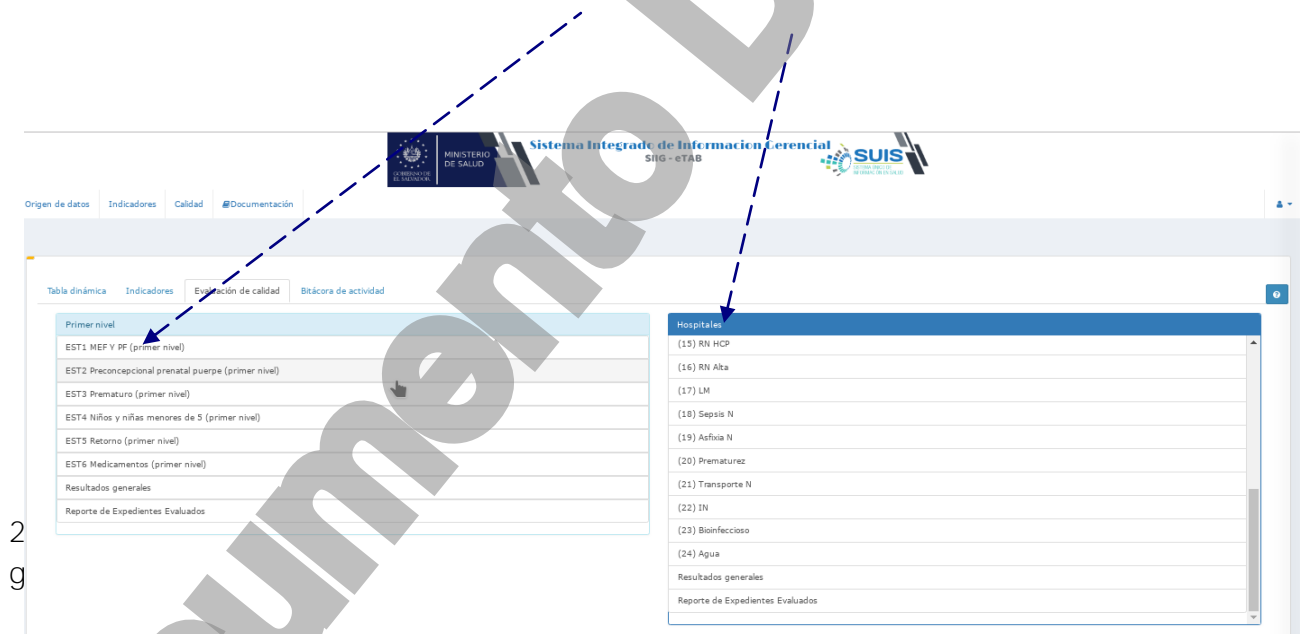 MINISTERIO
DE SALUD
GOBIERNO DE
EL SALVADOR
Sistema Integrado de Informacion Gerencial
SIIG - eTAB
SUIS
Origen de datos Indicadores Calidad Documentación
Tabla dinámica Indicadores Evaluación de calidad Bitácora de actividad
Primer nivel
EST1 MEF Y PF (primer nivel)
EST2 Preconcepcional prenatal puerpe (primer nivel)
EST3 Prematuro (primer nivel)
EST4 Niños y niñas menores de 5 (primer nivel)
EST5 Retorno (primer nivel)
EST6 Medicamentos (primer nivel)
Resultados generales
Reporte de Expedientes Evaluados
Hospitales
(15) RN HCP
(16) RN Alta
(17) LM
(18) Sepsis N
(19) Asfixia N
(20) Prematurez
(21) Transporte N
(22) IN
(23) Bioinfeccioso
(24) Agua
Resultados generales
Reporte de Expedientes Evaluados
2
g